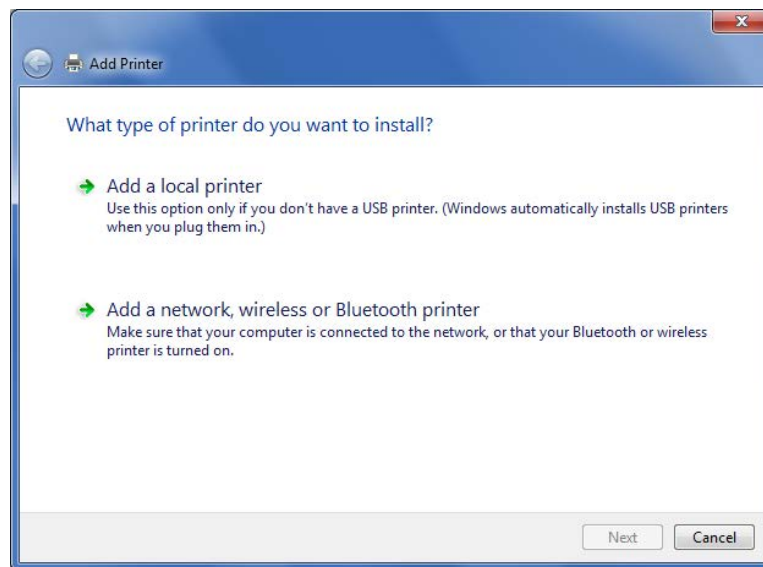 Add Printer
What type of printer do you want to install?
Add a local printer
Use this option only if you don't have a USB printer. (Windows automatically installs USB printers
when you plug them in.)
Add a network, wireless or Bluetooth printer
Make sure that your computer is connected to the network, or that your Bluetooth or wireless
printer is turned on.
Next
Cancel